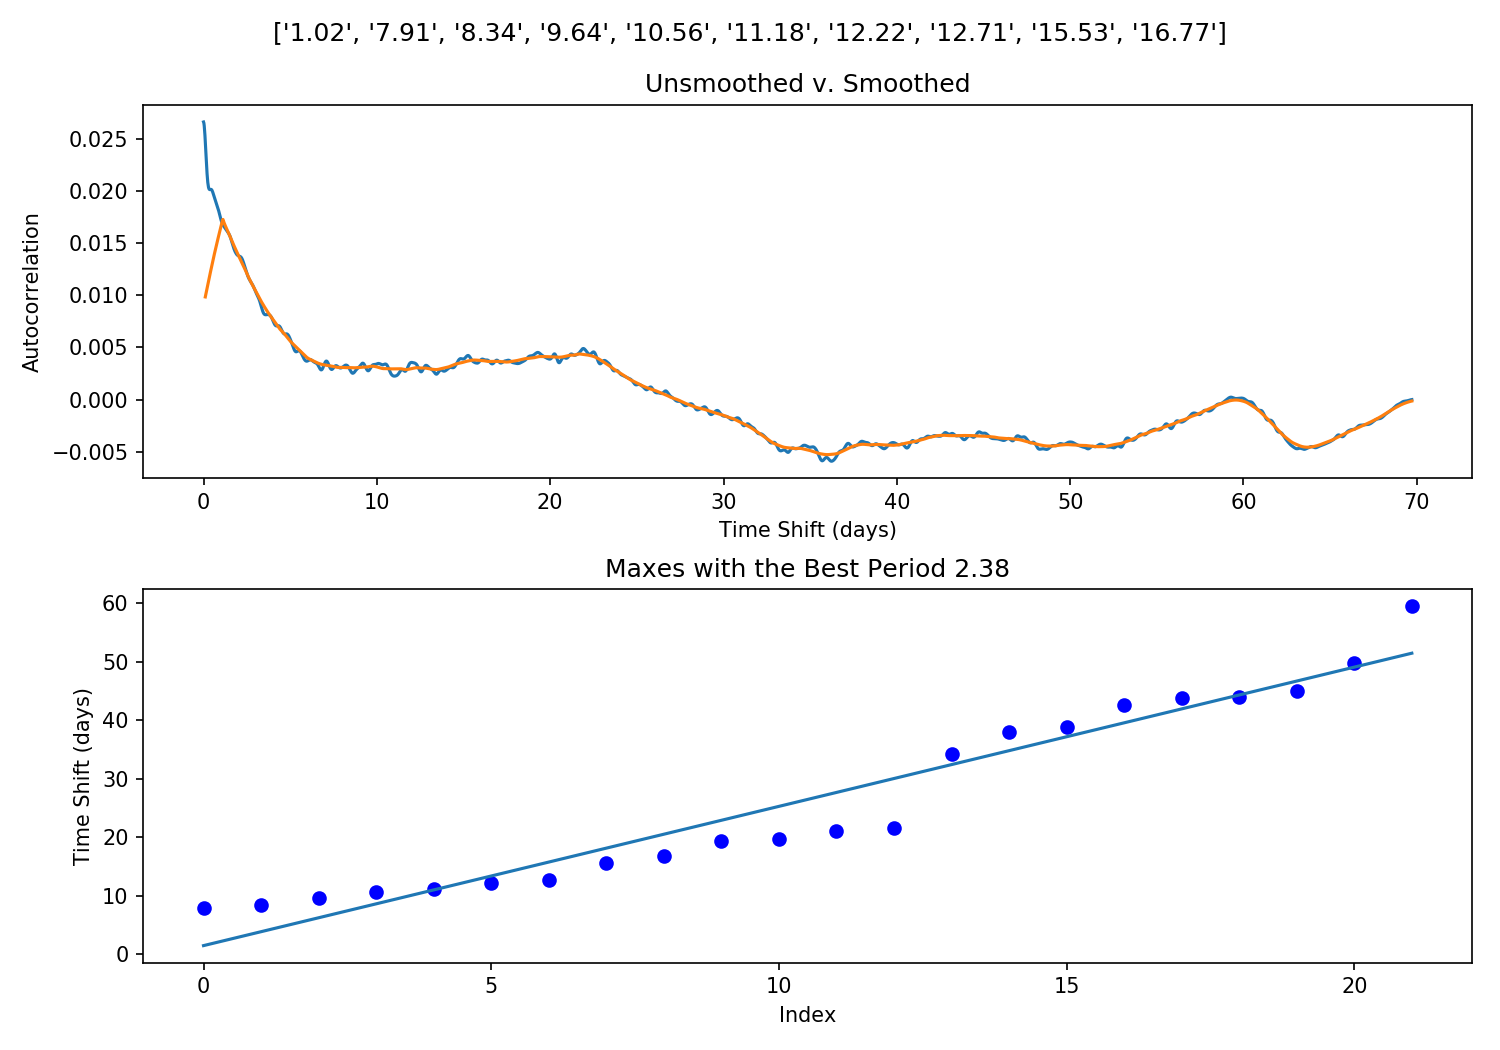 ['1.02', '7.91', '8.34', '9.64', '10.56', '11.18', '12.22', '12.71', '15.53', '16.77']
Unsmoothed v. Smoothed
Autocorrelation
0.025
0.020
0.015
0.010
0.005
0.000
−0.005
0 10 20 30 40 50 60 70
Time Shift (days)
Maxes with the Best Period 2.38
Time Shift (days)
60
50
40
30
20
10
0
0 5 10 15 20
Index